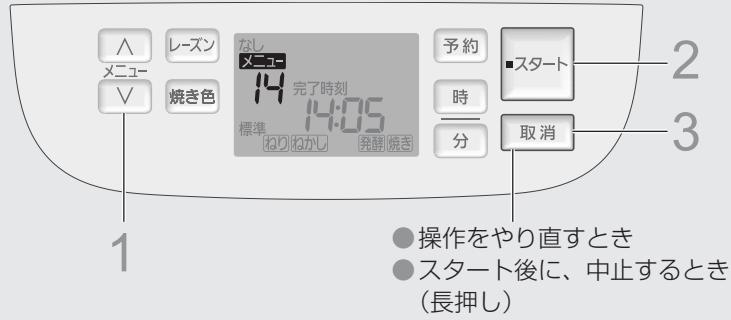 レーズン
メニュー
焼き色
なし
メニュー
14
完了時刻
14:05
標準
ねり ねかし 発酵 焼き
予約
時
分
スタート
取消
1
2
3
●操作をやり直すとき
●スタート後に、中止するとき
(長押し)